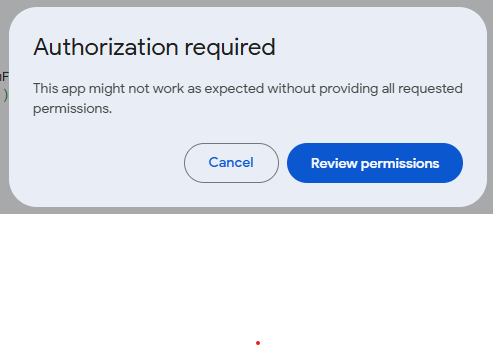 Authorization required
This app might not work as expected without providing all requested
permissions.
Cancel
Review permissions
)